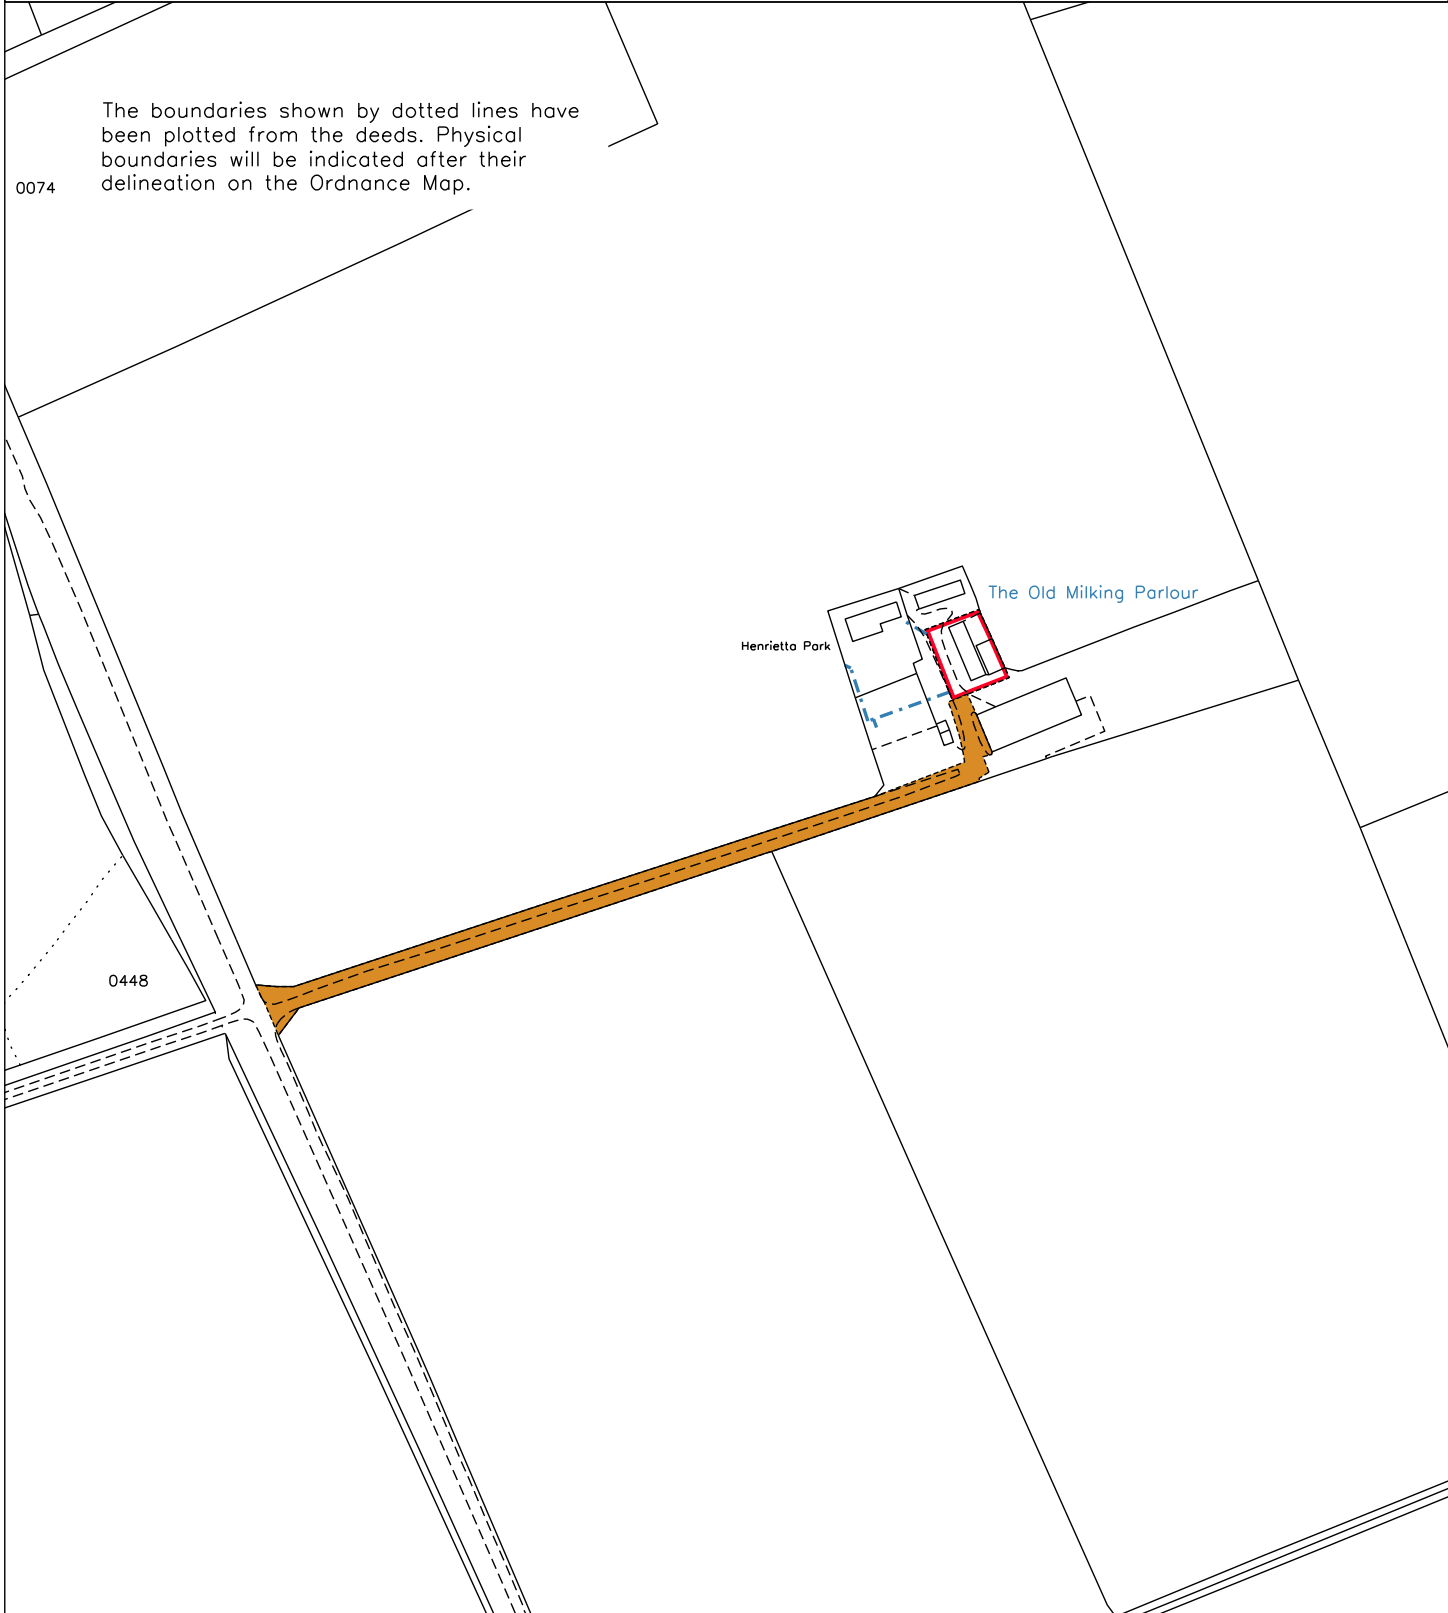 The boundaries shown by dotted lines have
been plotted from the deeds. Physical
boundaries will be indicated after their
delineation on the Ordnance Map.
0074
The Old Milking Parlour
Henrietta Park
0448